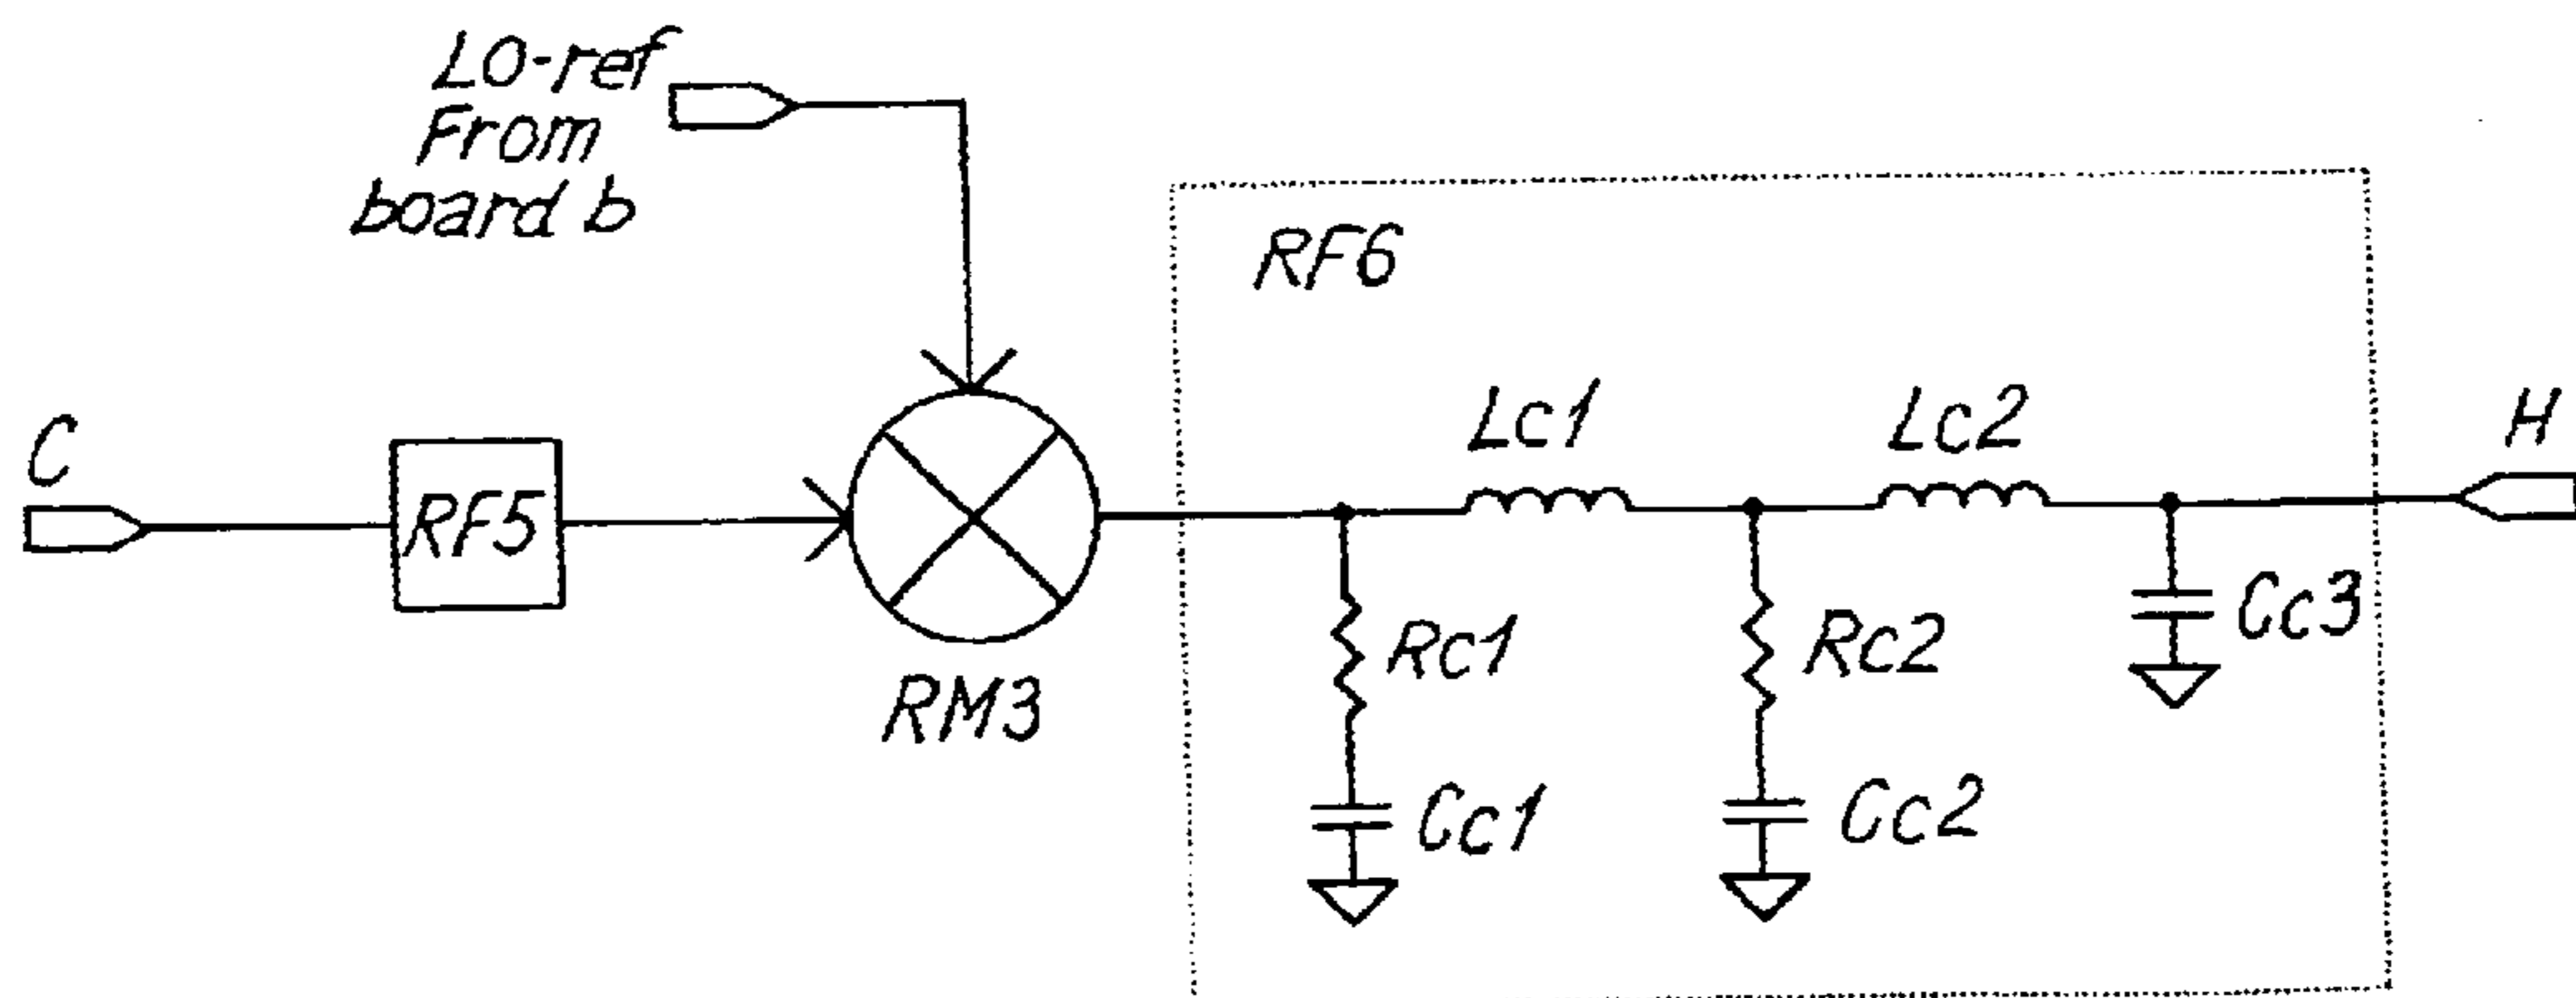 LO-ref
From
board b
RF6
C
RF5
RM3
Lc1
Lc2
H
Rc1
Rc2
Cc3
Cc1
Cc2